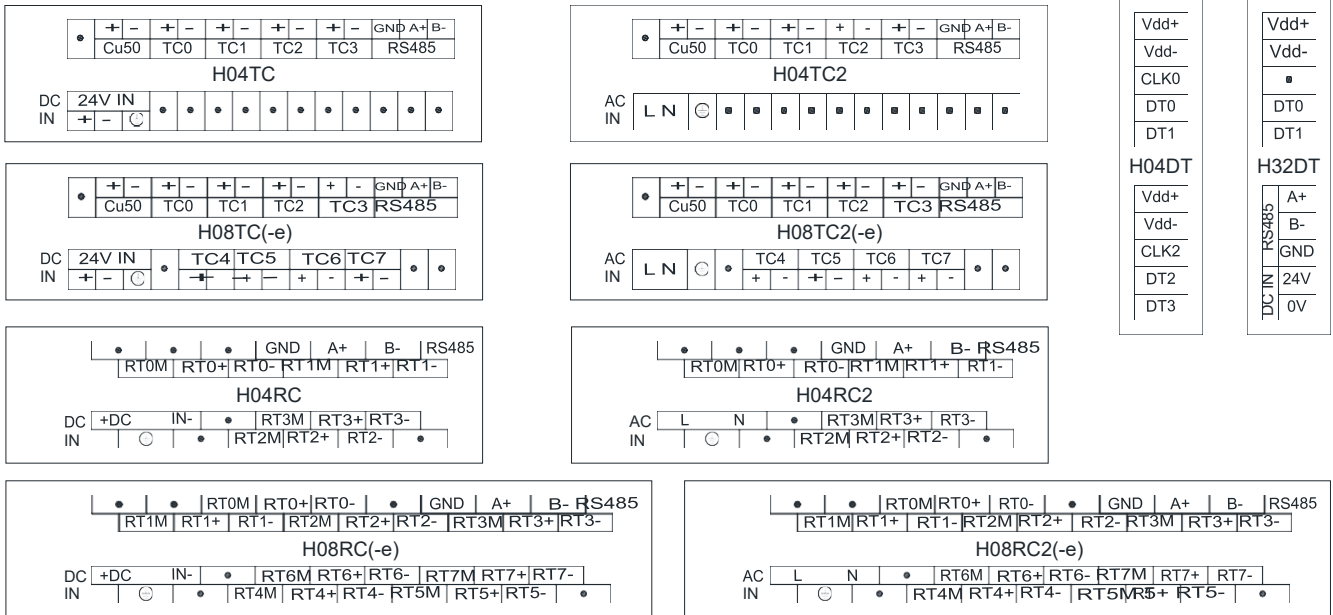 + - + - + - + - + - GND A+ B-
Cu50 TC0 TC1 TC2 TC3 RS485
H04TC
DC IN 24V IN
+ -
+ - + - + - + - + - GND A+ B-
Cu50 TC0 TC1 TC2 TC3 RS485
H04TC2
AC IN L N
Vdd+
Vdd-
CLK0
DT0
DT1
H04DT
Vdd+
Vdd-
CLK2
DT2
DT3
Vdd+
Vdd-
DT0
DT1
H32DT
RS485 A+
B-
GND
DC IN 24V
0V
+ - + - + - + - + - GND A+ B-
Cu50 TC0 TC1 TC2 TC3 RS485
H08TC(-e)
DC IN 24V IN TC4 TC5 TC6 TC7
+ - + - + - + - + -
+ - + - + - + - + - GND A+ B-
Cu50 TC0 TC1 TC2 TC3 RS485
H08TC2(-e)
AC IN L N TC4 TC5 TC6 TC7
+ - + - + - + -
GND A+ B- RS485
RT0M RT0+ RT0- RT1M RT1+ RT1-
H04RC
DC IN +DC IN- RT3M RT3+ RT3-
RT2M RT2+ RT2-
GND A+ B- RS485
RT0M RT0+ RT0- RT1M RT1+ RT1-
H04RC2
AC IN L N RT3M RT3+ RT3-
RT2M RT2+ RT2-
RT0M RT0+ RT0- GND A+ B- RS485
RT1M RT1+ RT1- RT2M RT2+ RT2- RT3M RT3+ RT3-
H08RC(-e)
DC IN +DC IN- RT6M RT6+ RT6- RT7M RT7+ RT7-
RT4M RT4+ RT4- RT5M RT5+ RT5-
RT0M RT0+ RT0- GND A+ B- RS485
RT1M RT1+ RT1- RT2M RT2+ RT2- RT3M RT3+ RT3-
H08RC2(-e)
AC IN L N RT6M RT6+ RT6- RT7M RT7+ RT7-
RT4M RT4+ RT4- RT5M RT5+ RT5-